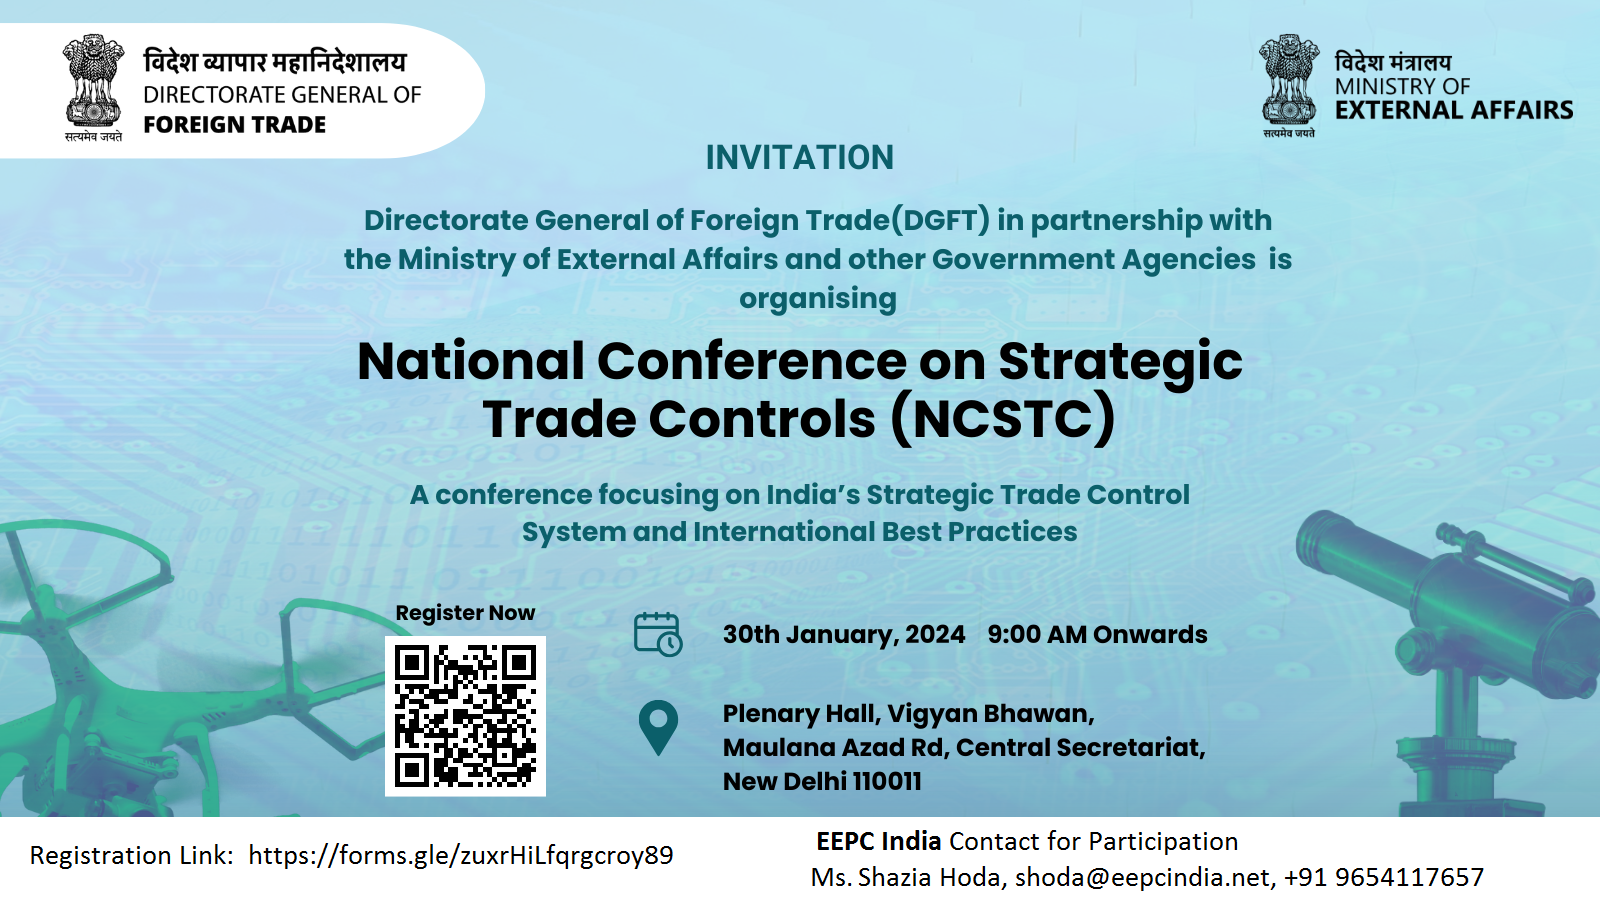 विदेश व्यापार महानिदेशालय
DIRECTORATE GENERAL OF
FOREIGN TRADE
सत्यमेव जयते
विदेश मंत्रालय
MINISTRY OF
EXTERNAL AFFAIRS
सत्यमेव जयते
INVITATION
Directorate General of Foreign Trade(DGFT) in partnership with
the Ministry of External Affairs and other Government Agencies is
organising
National Conference on Strategic
Trade Controls (NCSTC)
A conference focusing on India's Strategic Trade Control
System and International Best Practices
Register Now
30th January, 2024 9:00 AM Onwards
Plenary Hall, Vigyan Bhawan,
Maulana Azad Rd, Central Secretariat,
New Delhi 110011
Registration Link: https://forms.gle/zuxrHiLfqrgcroy89
EEPC India Contact for Participation
Ms. Shazia Hoda, shoda@eepcindia.net, +91 9654117657